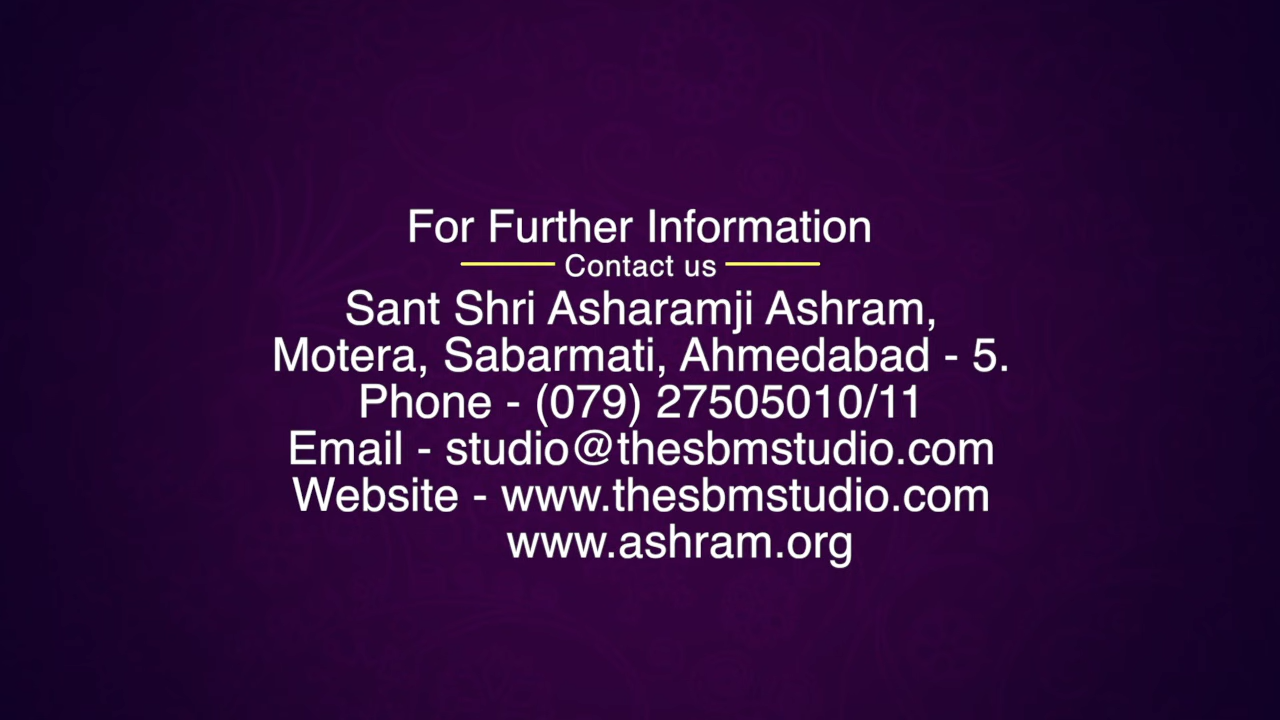 For Further Information
Contact us
Sant Shri Asharamji Ashram,
Motera, Sabarmati, Ahmedabad - 5.
Phone - (079) 27505010/11
Email - studio@thesbmstudio.com
Website - www.thesbmstudio.com
www.ashram.org